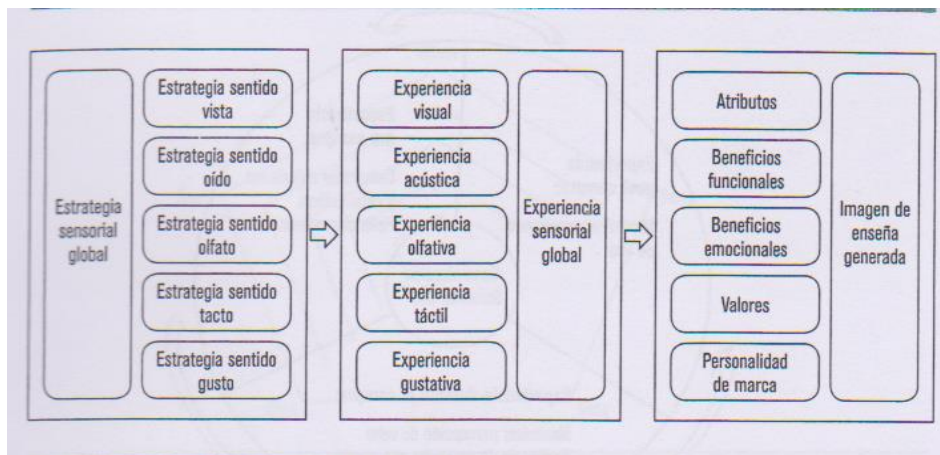 Estrategia
sensorial
global
Estrategia sentido
vista
Estrategia sentido
oído
Estrategia sentido
olfato
Estrategia sentido
tacto
Estrategia sentido
gusto
Experiencia
visual
Experiencia
acústica
Experiencia
olfativa
Experiencia
táctil
Experiencia
gustativa
Experiencia
sensorial
global
Atributos
Beneficios
funcionales
Beneficios
emocionales
Valores
Personalidad
de marca
Imagen de
enseña
generada